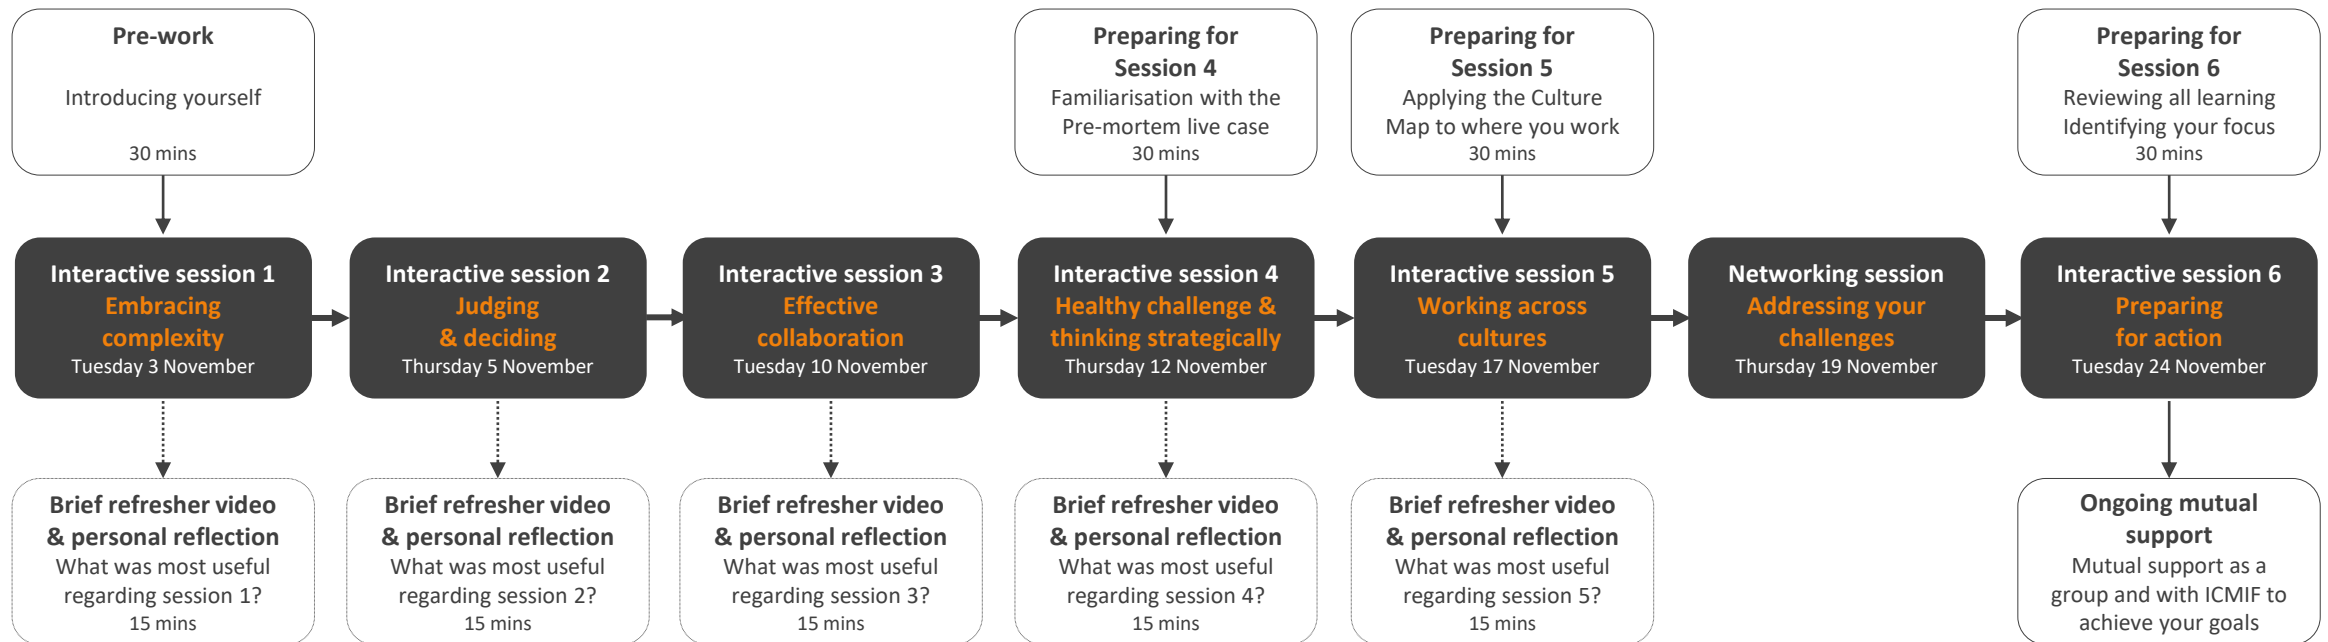 Pre-work
Introducing yourself
30 mins
Preparing for
Session 4
Familiarisation with the
Pre-mortem live case
30 mins
Preparing for
Session 5
Applying the Culture
Map to where you work
30 mins
Preparing for
Session 6
Reviewing all learning
Identifying your focus
30 mins
Interactive session 1
Embracing
complexity
Tuesday 3 November
Interactive session 2
Judging
& deciding
Thursday 5 November
Interactive session 3
Effective
collaboration
Tuesday 10 November
Interactive session 4
Healthy challenge &
thinking strategically
Thursday 12 November
Interactive session 5
Working across
cultures
Tuesday 17 November
Networking session
Addressing your
challenges
Thursday 19 November
Interactive session 6
Preparing
for action
Tuesday 24 November
Brief refresher video
& personal reflection
What was most useful
regarding session 1?
15 mins
Brief refresher video
& personal reflection
What was most useful
regarding session 2?
15 mins
Brief refresher video
& personal reflection
What was most useful
regarding session 3?
15 mins
Brief refresher video
& personal reflection
What was most useful
regarding session 4?
15 mins
Brief refresher video
& personal reflection
What was most useful
regarding session 5?
15 mins
Ongoing mutual
support
Mutual support as a
group and with ICMIF to
achieve your goals